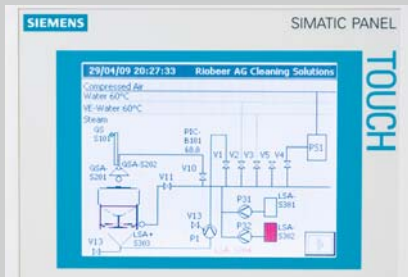 SIEMENS
SIMATIC PANEL
TOUCH
29/04/09 20:27:33 Riobeer AG Cleaning Solutions
Compressed Air
Water 60°C
VE-Water 60°C
Steam
GS
S101
PIC-
B101
60.0
GSA-
S201
GSA-S202
V10
V1 V2 V3 V5 V4
PS1
V11
P31
LSA-
S301
V13
P32
LSA-
S302
LSA+
S303
P1
V13